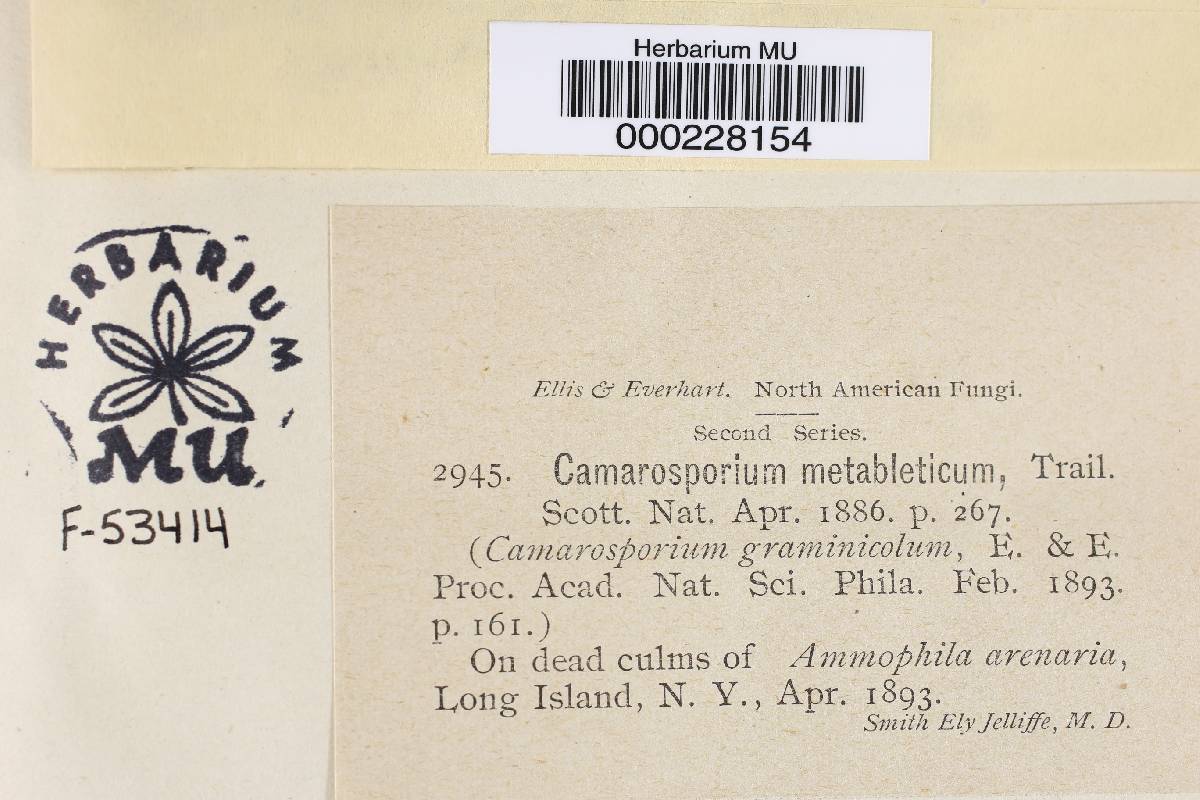 Herbarium MU
000228154
HERBARIUM
MU
F-53414
Ellis & Everhart. North American Fungi.
Second Series.
2945. Camarosporium metableticum, Trail.
Scott. Nat. Apr. 1886. p. 267.
(Camarosporium graminicolum, E. & E.
Proc. Acad. Nat. Sci. Phila. Feb. 1893.
p. 161.)
On dead culms of Ammophila arenaria,
Long Island, N. Y., Apr. 1893.
Smith Ely Jelliffe, M. D.